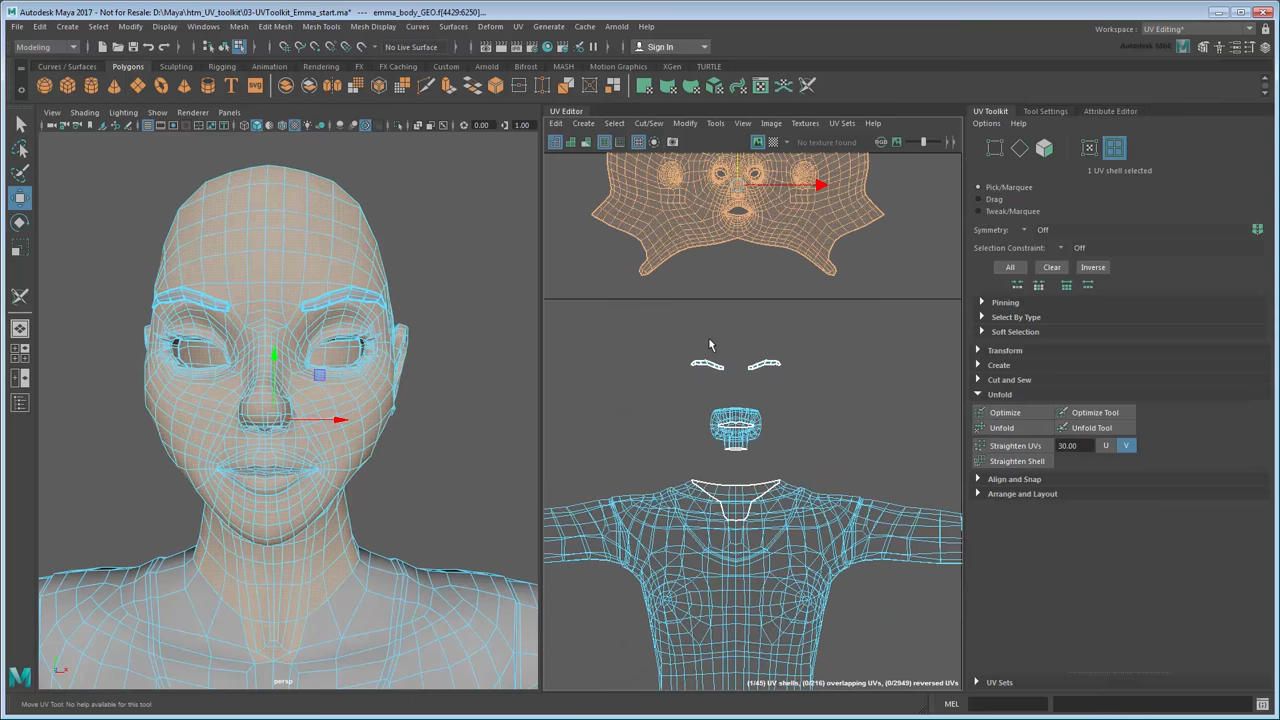 Autodesk Maya 2017 - Not for Resale: D:\Maya\htm_UV_toolkit\03-UVToolkit_Emma_start.ma* --- emma_body_GEO.f[4429:6250]...
File Edit Create Select Modify Display Windows Mesh Edit Mesh Mesh Tools Mesh Display Curves Surfaces Deform UV Generate Cache Arnold Help Workspace : UV Editing*
Modeling No Live Surface Sign In
Curves / Surfaces Polygons Sculpting Rigging Animation Rendering FX FX Caching Custom Arnold Bifrost MASH Motion Graphics XGen TURTLE
T svg
View Shading Lighting Show Renderer Panels
0.00 1.00
persp
UV Editor
Edit Create Select Cut/Sew Modify Tools View Image Textures UV Sets Help
No texture found RGB
(1/45) UV shells, (0/216) overlapping UVs, (0/2949) reversed UVs
UV Toolkit Tool Settings Attribute Editor
Options Help
1 UV shell selected
Pick/Marquee
Drag
Tweak/Marquee
Symmetry: Off
Selection Constraint: Off
All Clear Inverse
Pinning
Select By Type
Soft Selection
Transform
Create
Cut and Sew
Unfold
Optimize Optimize Tool
Unfold Unfold Tool
Straighten UVs 30.00 U V
Straighten Shell
Align and Snap
Arrange and Layout
UV Sets
Move UV Tool: No help available for this tool MEL